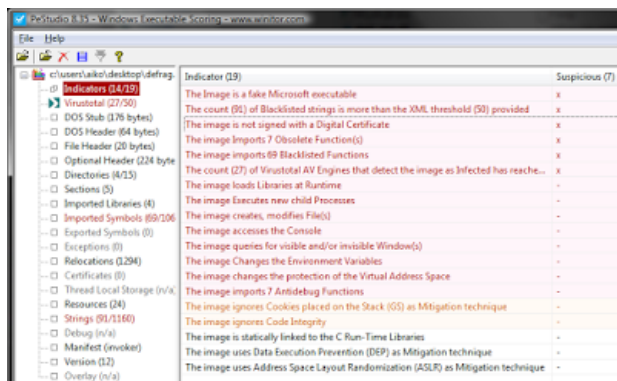 PeStudio 8.35 - Windows Executable Scoring - www.winitor.com
File Help
c:\users\aiko\desktop\defrag.
Indicators (14/19)
Virustotal (27/50)
DOS Stub (176 bytes)
DOS Header (64 bytes)
File Header (20 bytes)
Optional Header (224 byte
Directories (4/15)
Sections (5)
Imported Libraries (4)
Imported Symbols (69/106
Exported Symbols (0)
Exceptions (0)
Relocations (1294)
Certificates (0)
Thread Local Storage (n/a)
Resources (24)
Strings (91/1160)
Debug (n/a)
Manifest (invoker)
Version (12)
Overlay (n/a)
Indicator (19) Suspicious (7)
The Image is a fake Microsoft executable x
The count (91) of Blacklisted strings is more than the XML threshold (50) provided x
The image is not signed with a Digital Certificate x
The image Imports 7 Obsolete Function(s) x
The image imports 69 Blacklisted Functions x
The count (27) of Virustotal AV Engines that detect the image as Infected has reache... x
The image loads Libraries at Runtime -
The image Executes new child Processes -
The image creates, modifies File(s) -
The image accesses the Console -
The image queries for visible and/or invisible Window(s) -
The image Changes the Environment Variables -
The image changes the protection of the Virtual Address Space -
The image imports 7 Antidebug Functions -
The image ignores Cookies placed on the Stack (GS) as Mitigation technique -
The image ignores Code Integrity -
The image is statically linked to the C Run-Time Libraries -
The image uses Data Execution Prevention (DEP) as Mitigation technique -
The image uses Address Space Layout Randomization (ASLR) as Mitigation technique -